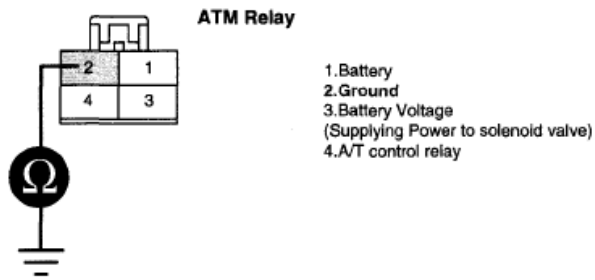 ATM Relay
2 1
4 3
1.Battery
2.Ground
3.Battery Voltage
(Supplying Power to solenoid valve)
4.A/T control relay
Ω